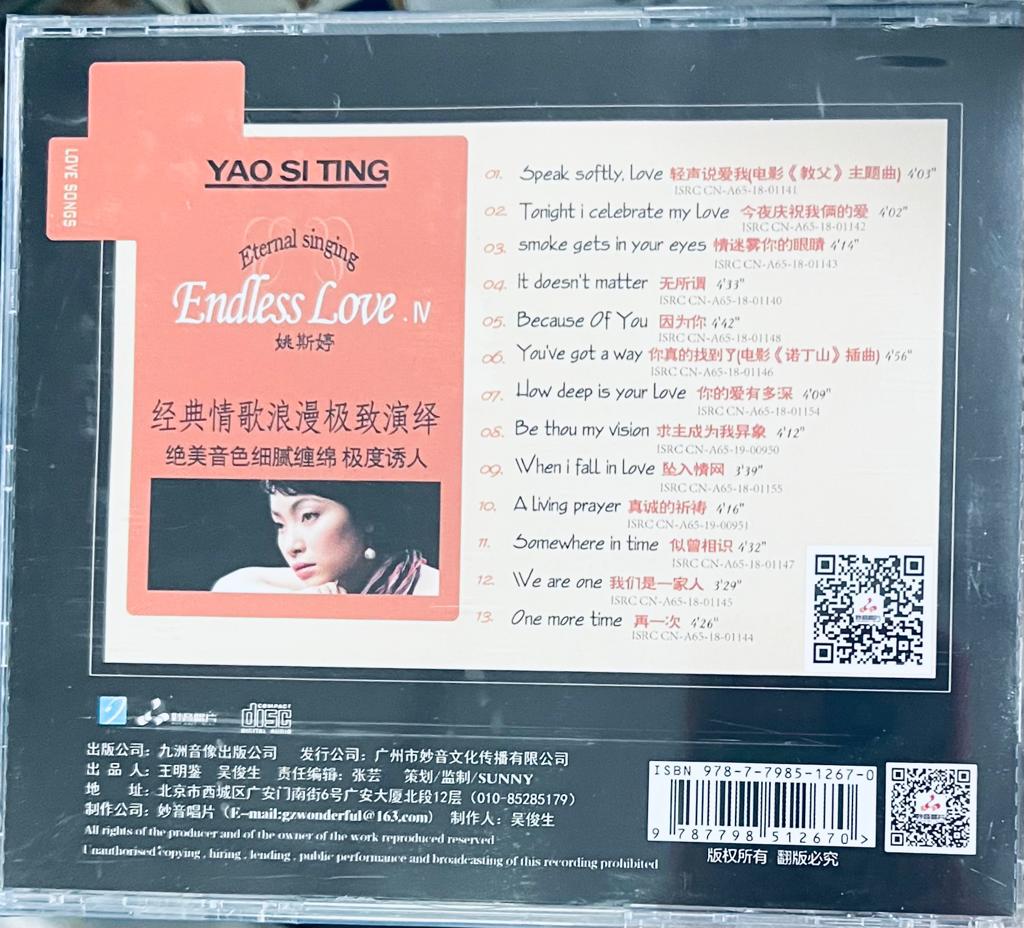 LOVE SONGS
YAO SI TING
Eternal singing
Endless Love . IV
姚斯婷
经典情歌浪漫极致演绎
绝美音色细腻缠绵 极度诱人
01. Speak softly, Love 轻声说爱我(电影《教父》主题曲) 4'03"
ISRC CN-A65-18-01141
02. Tonight i celebrate my Love 今夜庆祝我俩的爱 4'02"
ISRC CN-A65-18-01142
03. smoke gets in your eyes 情迷雾你的眼睛 4'14"
ISRC CN-A65-18-01143
04. It doesn't matter 无所谓 4'33"
ISRC CN-A65-18-01140
05. Because Of You 因为你 4'42"
ISRC CN-A65-18-01148
06. You've got a way 你真的找到了(电影《诺丁山》插曲) 4'56"
ISRC CN-A65-18-01146
07. How deep is your Love 你的爱有多深 4'09"
ISRC CN-A65-18-01154
08. Be thou my vision 求主成为我异象 4'12"
ISRC CN-A65-19-00950
09. When i fall in Love 坠入情网 3'39"
ISRC CN-A65-18-01155
10. A living prayer 真诚的祈祷 4'16"
ISRC CN-A65-19-00951
11. Somewhere in time 似曾相识 4'32"
ISRC CN-A65-18-01147
12. We are one 我们是一家人 3'29"
ISRC CN-A65-18-01145
13. One more time 再一次 4'26"
ISRC CN-A65-18-01144
妙音唱片
COMPACT
disc
DIGITAL AUDIO
出版公司：九洲音像出版公司 发行公司：广州市妙音文化传播有限公司
出 品 人：王明鉴 吴俊生 责任编辑：张芸 策划/监制/SUNNY
地 址：北京市西城区广安门南街6号广安大厦北段12层（010-85285179）
制作公司：妙音唱片（E-mail:gzwonderful@163.com） 制作人：吴俊生
All rights of the producer and of the owner of the work reproduced reserved
Unauthorised copying , hiring , lending , public performance and broadcasting of this recording prohibited
ISBN 978-7-7985-1267-0
9 787798 512670 >
版权所有 翻版必究